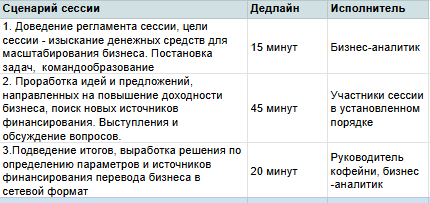 Сценарий сессии
Дедлайн
Исполнитель
1. Доведение регламента сессии, цели
сессии - изыскание денежных средств для
масштабирования бизнеса. Постановка
задач,  командообразование
15 минут
Бизнес-аналитик
2. Проработка идей и предложений,
направленных на повышение доходности
бизнеса, поиск новых источников
финансирования. Выступления и
обсуждение вопросов.
45 минут
Участники сессии
в установленном
порядке
3.Подведение итогов, выработка решения по
определению параметров и источников
финансирования перевода бизнеса в
сетевой формат
20 минут
Руководитель
кофейни, бизнес
-аналитик